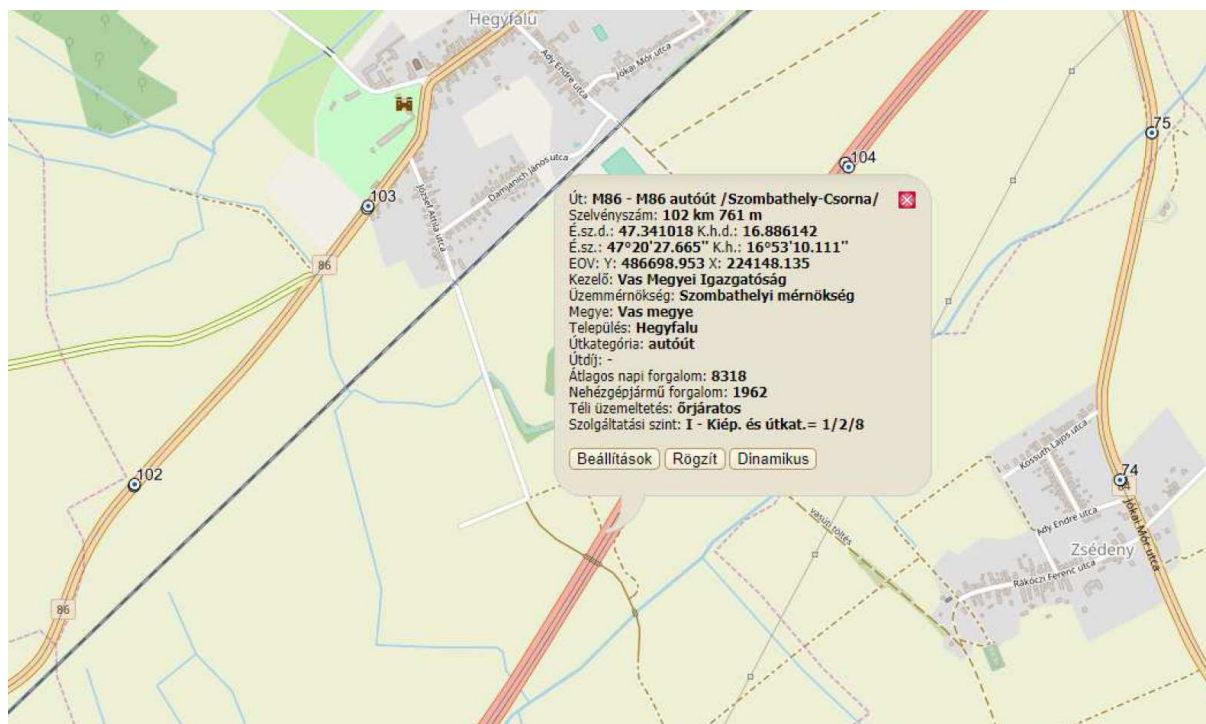 Hegyfalu
Ady Endre utca
Jókai Mór utca
75
104
Damjanich János utca
103
József Attila utca
86
Út: M86 - M86 autóút /Szombathely-Csorna/
Szelvényszám: 102 km 761 m
É.sz.d.: 47.341018 K.h.d.: 16.886142
É.sz.: 47°20'27.665" K.h.: 16°53'10.111"
EOV: Y: 486698.953 X: 224148.135
Kezelő: Vas Megyei Igazgatóság
Üzemmérnökség: Szombathelyi mérnökség
Megye: Vas megye
Település: Hegyfalu
Útkategória: autóút
Útdíj: -
Átlagos napi forgalom: 8318
Nehézgépjármű forgalom: 1962
Téli üzemeltetés: őrjáratos
Szolgáltatási szint: I - Kiép. és útkat.= 1/2/8
Beállítások Rögzít Dinamikus
Kossuth Lajos utca
102
74
vasúti töltés
Ady Endre utca
Jókai Mór utca
Zsédeny
Rákóczi Ferenc utca
86